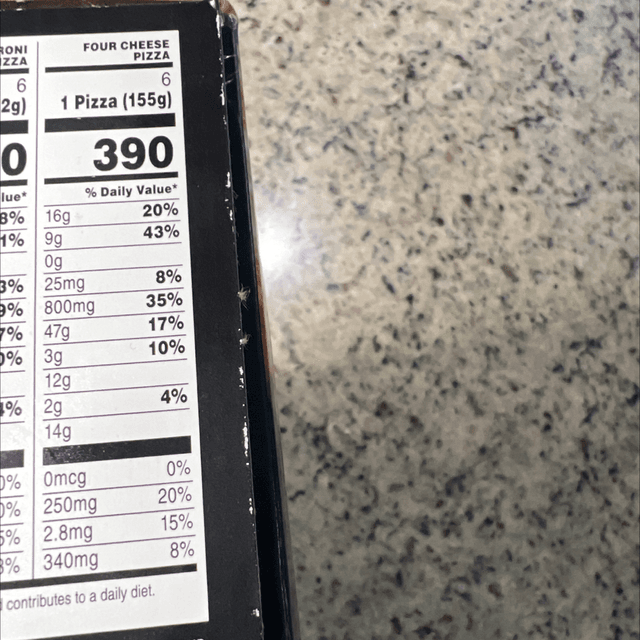 RONI FOUR CHEESE
IZZA PIZZA
6 6
2g) 1 Pizza (155g)
0 390
lue* % Daily Value*
8% 16g 20%
1% 9g 43%
0g
3% 25mg 8%
9% 800mg 35%
7% 47g 17%
0% 3g 10%
12g
4% 2g 4%
14g
0% 0mcg 0%
0% 250mg 20%
5% 2.8mg 15%
8% 340mg 8%
contributes to a daily diet.